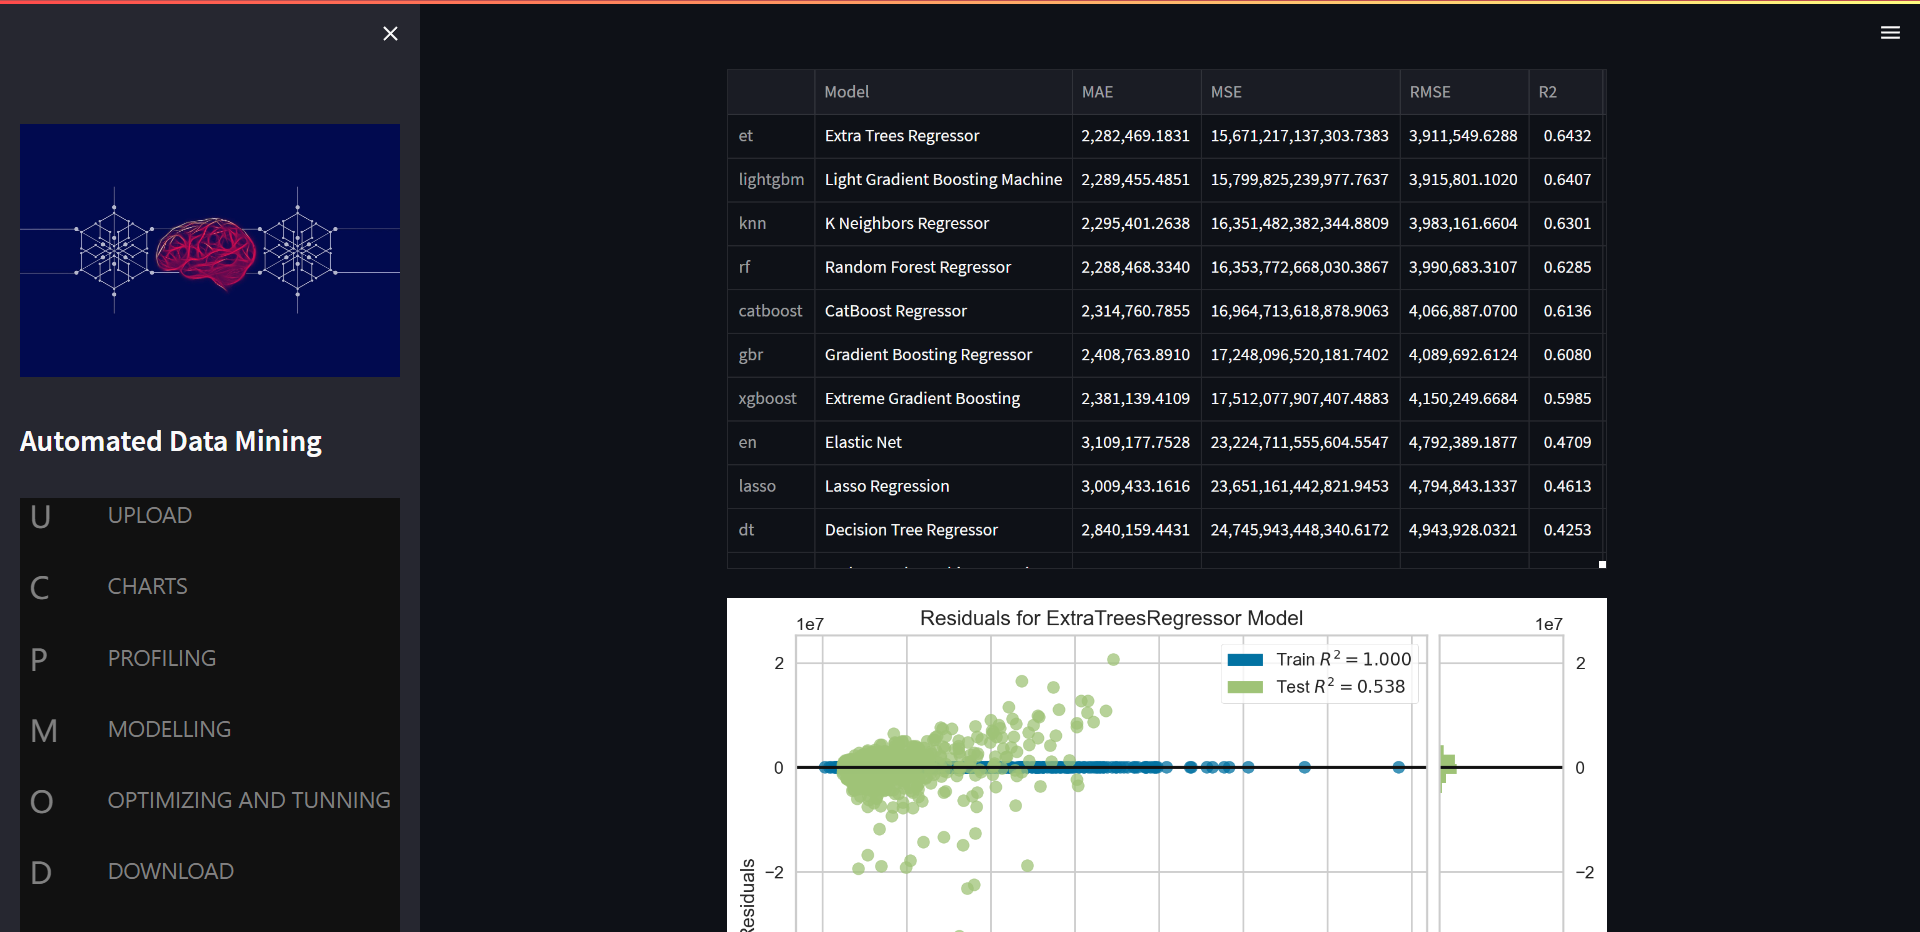 Automated Data Mining
U UPLOAD
C CHARTS
P PROFILING
M MODELLING
O OPTIMIZING AND TUNNING
D DOWNLOAD
Model MAE MSE RMSE R2
et Extra Trees Regressor 2,282,469.1831 15,671,217,137,303.7383 3,911,549.6288 0.6432
lightgbm Light Gradient Boosting Machine 2,289,455.4851 15,799,825,239,977.7637 3,915,801.1020 0.6407
knn K Neighbors Regressor 2,295,401.2638 16,351,482,382,344.8809 3,983,161.6604 0.6301
rf Random Forest Regressor 2,288,468.3340 16,353,772,668,030.3867 3,990,683.3107 0.6285
catboost CatBoost Regressor 2,314,760.7855 16,964,713,618,878.9063 4,066,887.0700 0.6136
gbr Gradient Boosting Regressor 2,408,763.8910 17,248,096,520,181.7402 4,089,692.6124 0.6080
xgboost Extreme Gradient Boosting 2,381,139.4109 17,512,077,907,407.4883 4,150,249.6684 0.5985
en Elastic Net 3,109,177.7528 23,224,711,555,604.5547 4,792,389.1877 0.4709
lasso Lasso Regression 3,009,433.1616 23,651,161,442,821.9453 4,794,843.1337 0.4613
dt Decision Tree Regressor 2,840,159.4431 24,745,943,448,340.6172 4,943,928.0321 0.4253
Residuals for ExtraTreesRegressor Model
1e7 1e7
2 2
Train R² = 1.000
Test R² = 0.538
0 0
−2 −2
Residuals